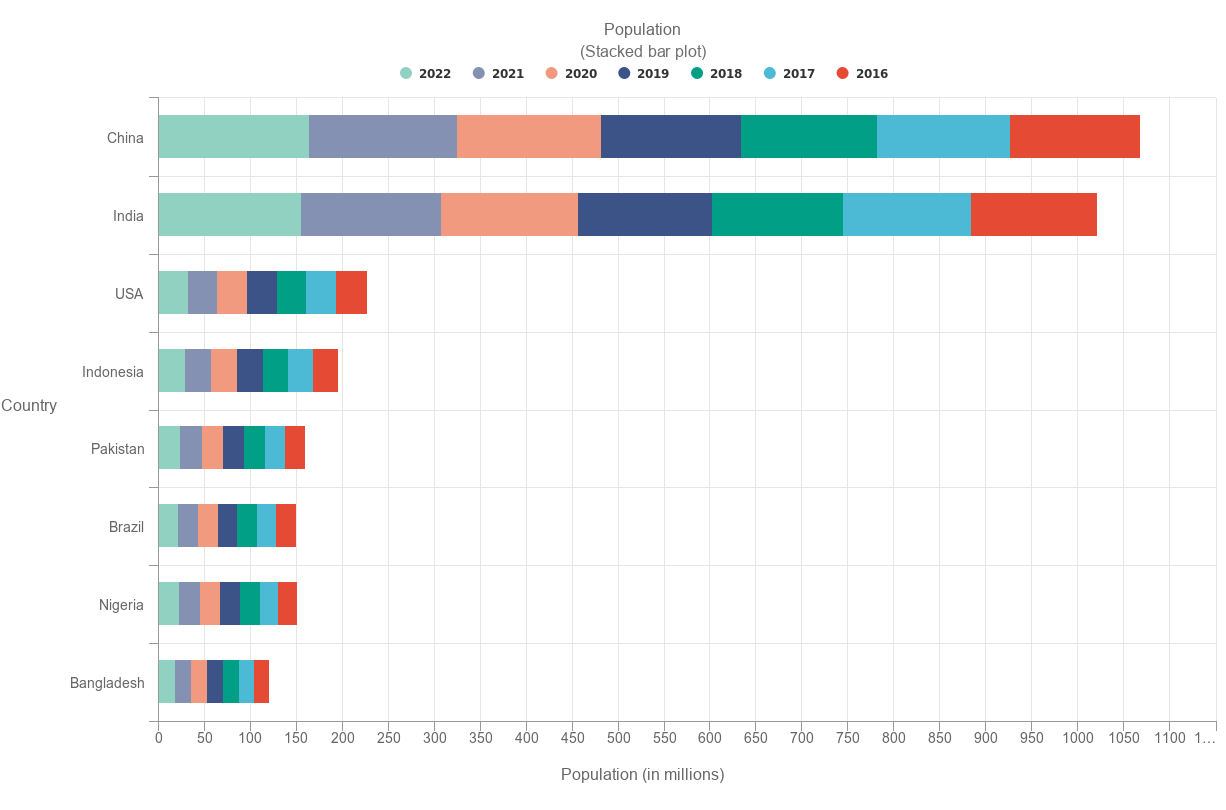 Population
(Stacked bar plot)
2022 2021 2020 2019 2018 2017 2016
China
India
USA
Indonesia
Country
Pakistan
Brazil
Nigeria
Bangladesh
0 50 100 150 200 250 300 350 400 450 500 550 600 650 700 750 800 850 900 950 1000 1050 1100 1...
Population (in millions)